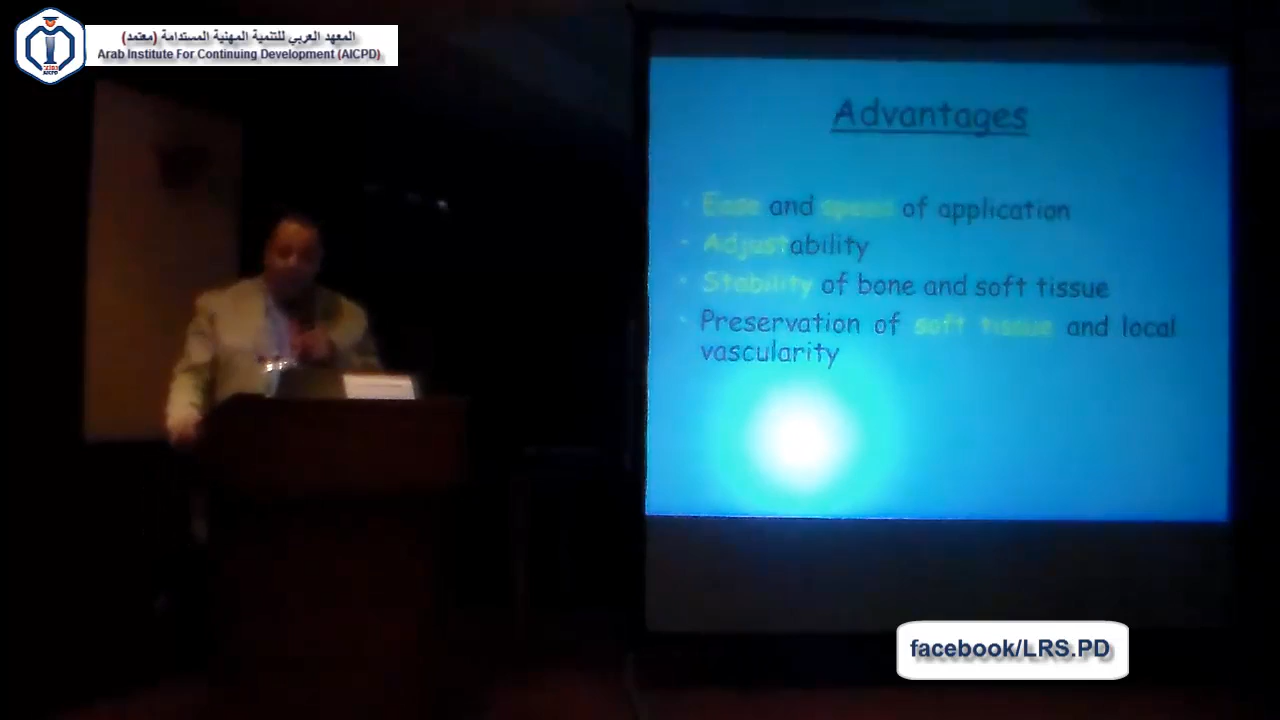 المعهد العربي للتنمية المهنية المستدامة (معتمد)
Arab Institute For Continuing Development (AICPD)
AICPD
Advantages
Ease and speed of application
Adjustability
Stability of bone and soft tissue
Preservation of soft tissue and local
vascularity
facebook/LRS.PD